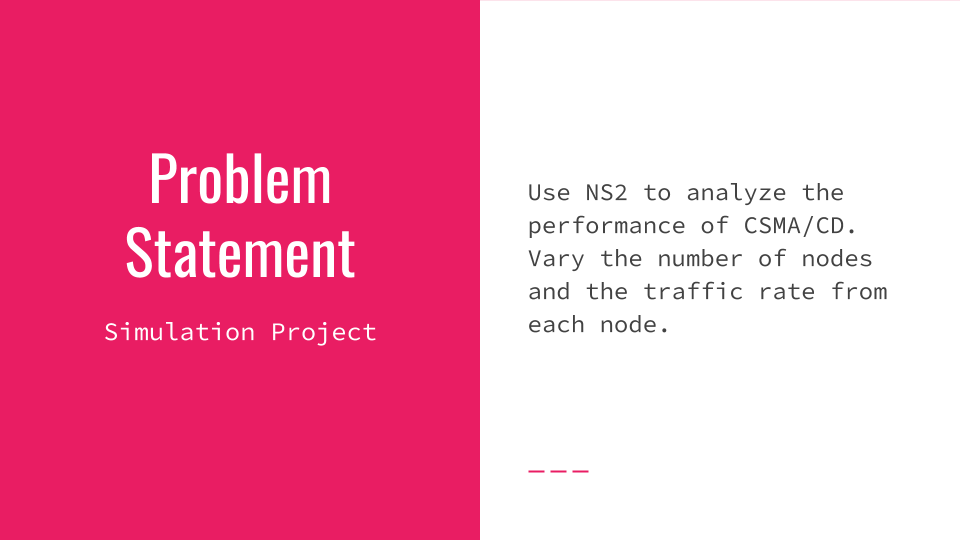 Problem
Statement
Simulation Project
Use NS2 to analyze the
performance of CSMA/CD.
Vary the number of nodes
and the traffic rate from
each node.